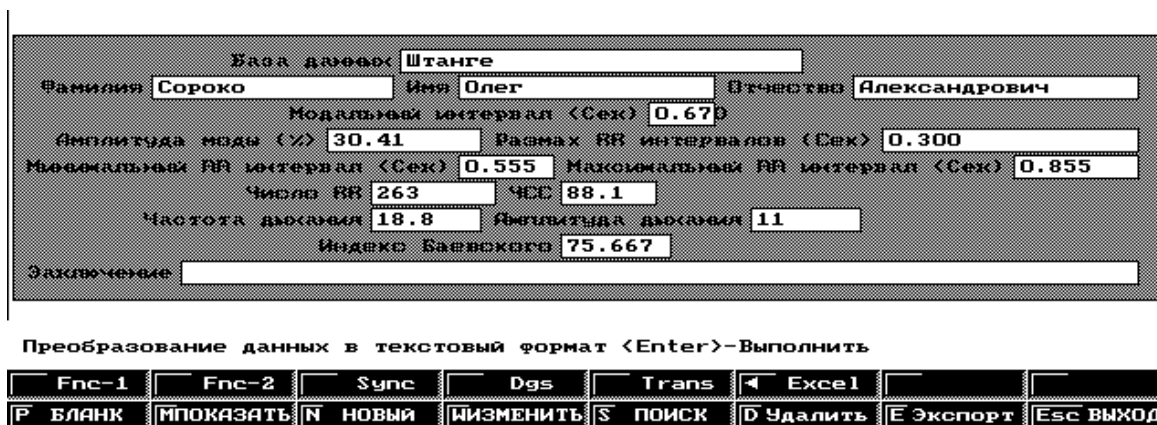 База данных Штанге
Фамилия Сороко Имя Олег Отчество Александрович
Модальный интервал (Сек) 0.670
Амплитуда моды (%) 30.41 Размах RR интервалов (Сек) 0.300
Минимальный RR интервал (Сек) 0.555 Максимальный RR интервал (Сек) 0.855
Число RR 263 ЧСС 88.1
Частота дыхания 18.8 Амплитуда дыхания 11
Индекс Баевского 75.667
Заключение
Преобразование данных в текстовый формат <Enter>-Выполнить
Fnc-1 Fnc-2 Sync Dgs Trans ◄ Excel
P БЛАНК M ПОКАЗАТЬ N НОВЫЙ W ИЗМЕНИТЬ S ПОИСК D Удалить E Экспорт Esc ВЫХОД